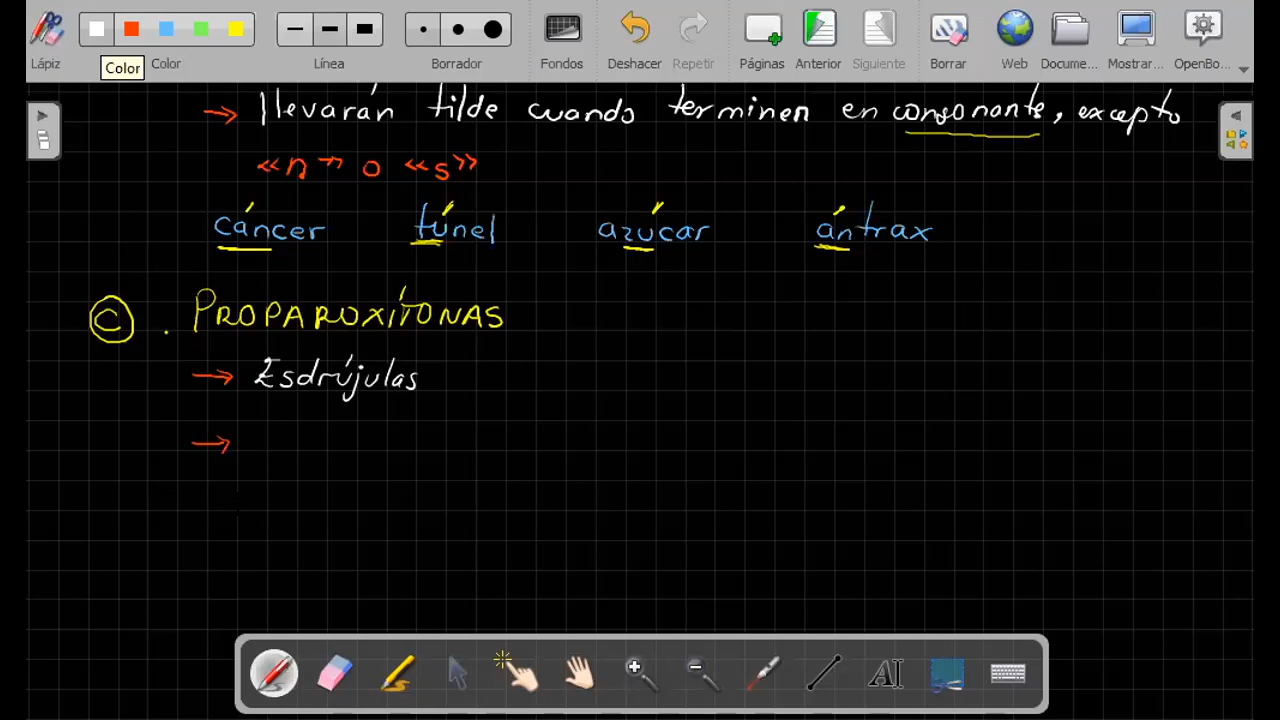 Lápiz Color Línea Borrador Fondos Deshacer Repetir Páginas Anterior Siguiente Borrar Web Docume... Mostrar... OpenBo...
Color
→ llevarán tilde cuando terminen en consonante, excepto
«n» o «s»
cáncer túnel azúcar ántrax
C . PROPAROXÍTONAS
→ Esdrújulas
→
AI